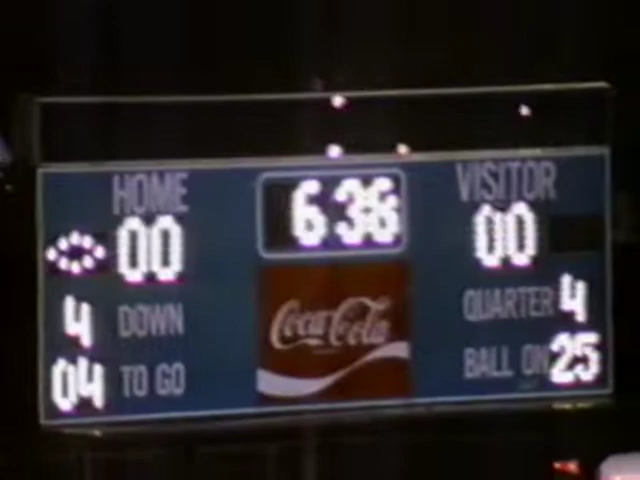 HOME 6 36 VISITOR
00 00
4 DOWN Coca-Cola QUARTER 4
04 TO GO BALL ON 25